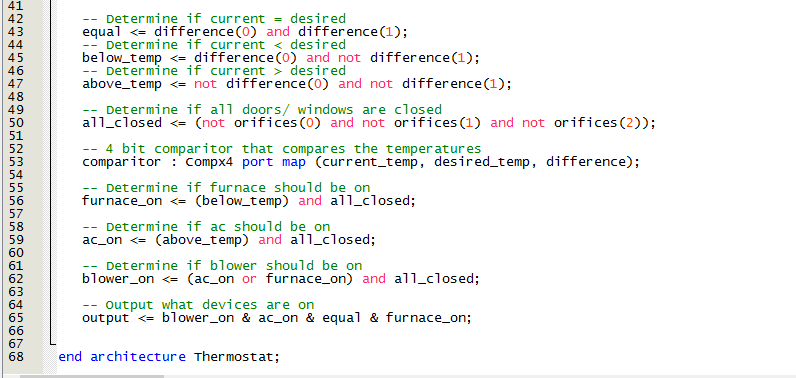 41
42 -- Determine if current = desired
43 equal <= difference(0) and difference(1);
44 -- Determine if current < desired
45 below_temp <= difference(0) and not difference(1);
46 -- Determine if current > desired
47 above_temp <= not difference(0) and not difference(1);
48
49 -- Determine if all doors/ windows are closed
50 all_closed <= (not orifices(0) and not orifices(1) and not orifices(2));
51
52 -- 4 bit comparitor that compares the temperatures
53 comparitor : Compx4 port map (current_temp, desired_temp, difference);
54
55 -- Determine if furnace should be on
56 furnace_on <= (below_temp) and all_closed;
57
58 -- Determine if ac should be on
59 ac_on <= (above_temp) and all_closed;
60
61 -- Determine if blower should be on
62 blower_on <= (ac_on or furnace_on) and all_closed;
63
64 -- Output what devices are on
65 output <= blower_on & ac_on & equal & furnace_on;
66
67
68 end architecture Thermostat;